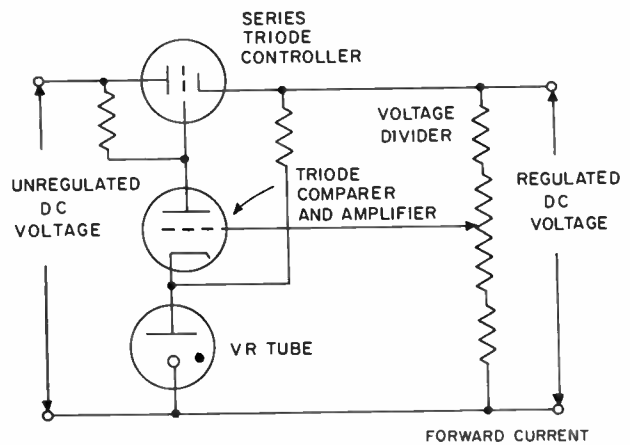 SERIES
TRIODE
CONTROLLER
VOLTAGE
DIVIDER
TRIODE
COMPARER
AND AMPLIFIER
UNREGULATED
DC
VOLTAGE
REGULATED
DC
VOLTAGE
VR TUBE
FORWARD CURRENT